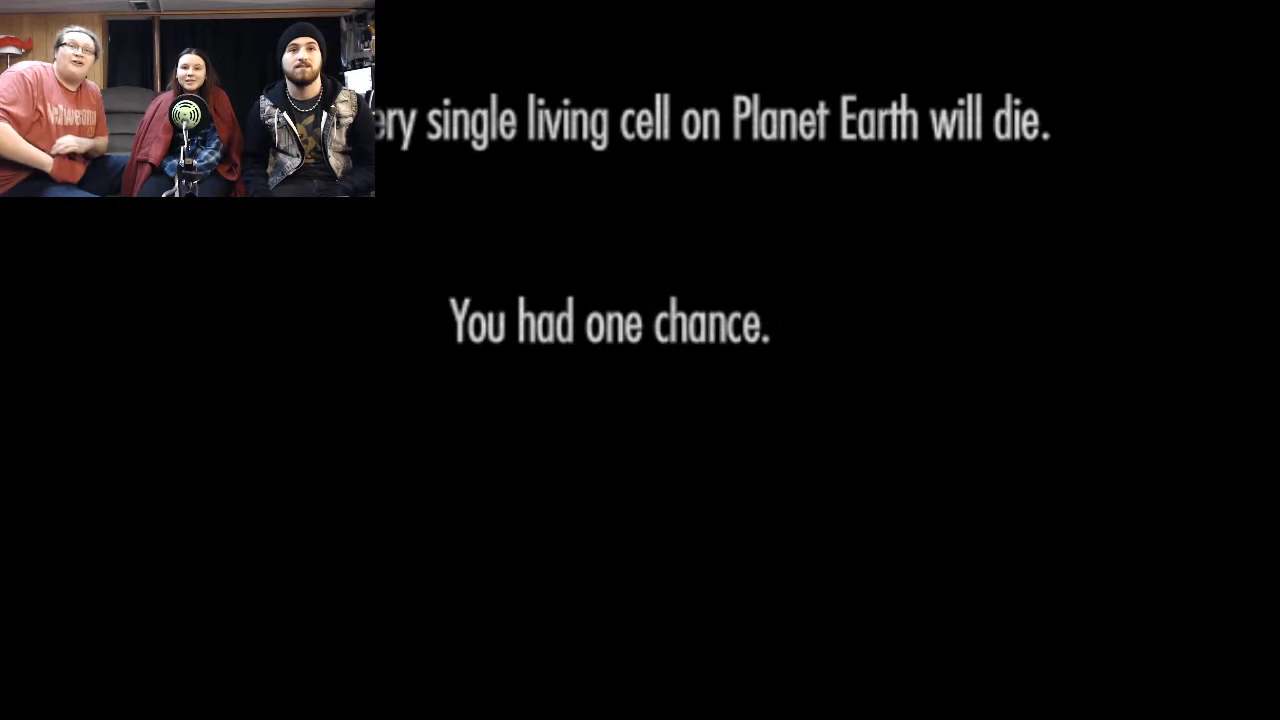 ery single living cell on Planet Earth will die.
You had one chance.